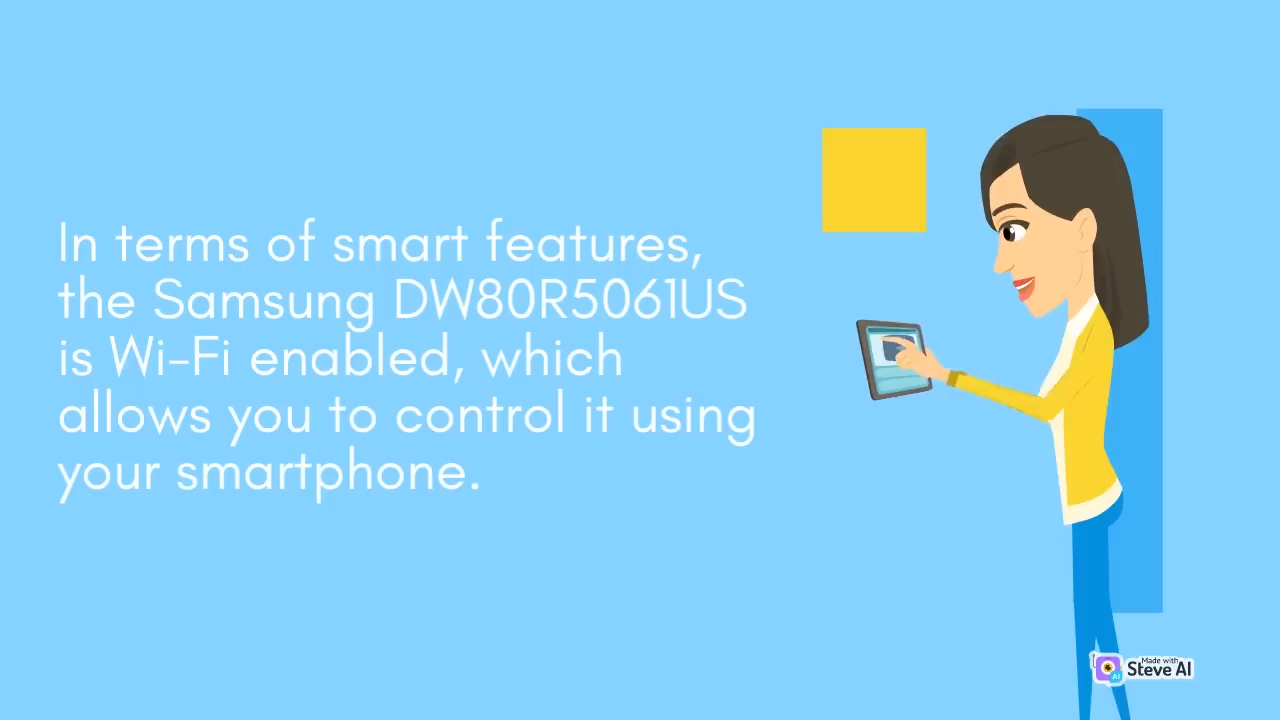 In terms of smart features,
the Samsung DW80R5061US
is Wi-Fi enabled, which
allows you to control it using
your smartphone.
Made with
Steve AI
AI